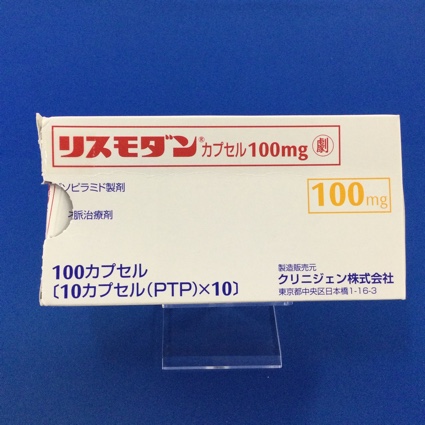 リスモダン® カプセル100mg 劇
ソピラミド製剤
脈治療剤
100mg
100カプセル
〔10カプセル(PTP)×10〕
製造販売元
クリニジェン株式会社
東京都中央区日本橋1-16-3